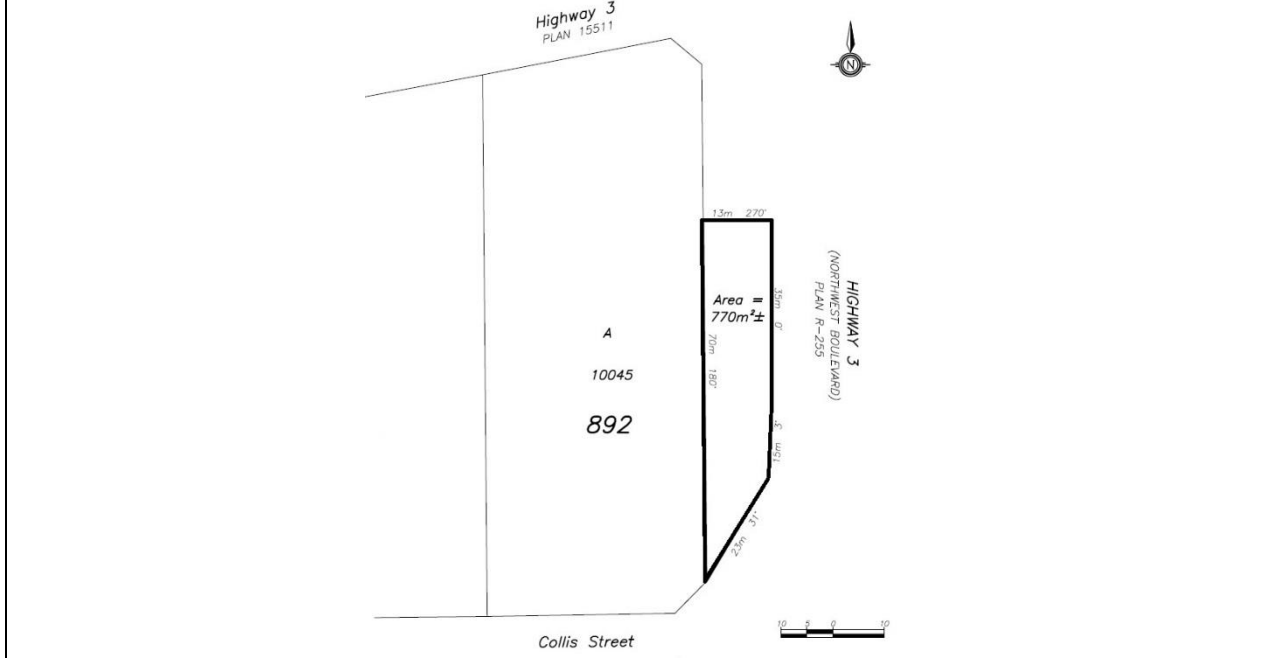 Highway 3
PLAN 15511
N
13m 270°
Area =
770m²±
35m 0°
HIGHWAY 3
(NORTHWEST BOULEVARD)
PLAN R-255
A
10045
892
70m 180°
15m 3°
23m 31°
Collis Street
10 5 0 10